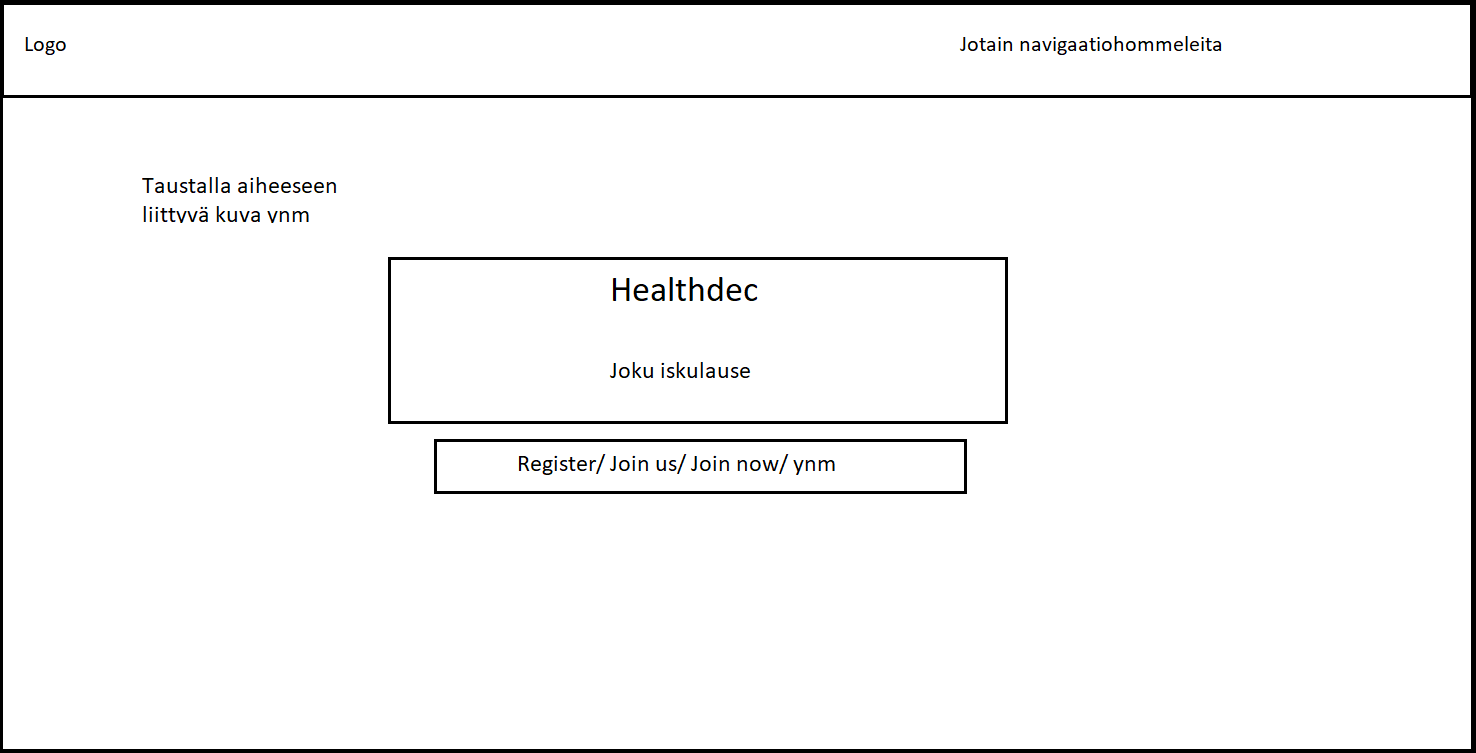 Logo
Jotain navigaatiohommeleita
Taustalla aiheeseen
liittyvä kuva ynm
Healthdec
Joku iskulause
Register/ Join us/ Join now/ ynm